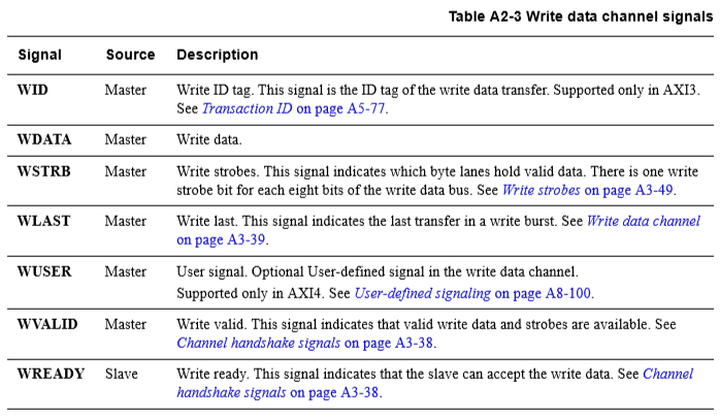 Table A2-3 Write data channel signals
Signal Source Description
WID Master Write ID tag. This signal is the ID tag of the write data transfer. Supported only in AXI3.
See Transaction ID on page A5-77.
WDATA Master Write data.
WSTRB Master Write strobes. This signal indicates which byte lanes hold valid data. There is one write
strobe bit for each eight bits of the write data bus. See Write strobes on page A3-49.
WLAST Master Write last. This signal indicates the last transfer in a write burst. See Write data channel
on page A3-39.
WUSER Master User signal. Optional User-defined signal in the write data channel.
Supported only in AXI4. See User-defined signaling on page A8-100.
WVALID Master Write valid. This signal indicates that valid write data and strobes are available. See
Channel handshake signals on page A3-38.
WREADY Slave Write ready. This signal indicates that the slave can accept the write data. See Channel
handshake signals on page A3-38.